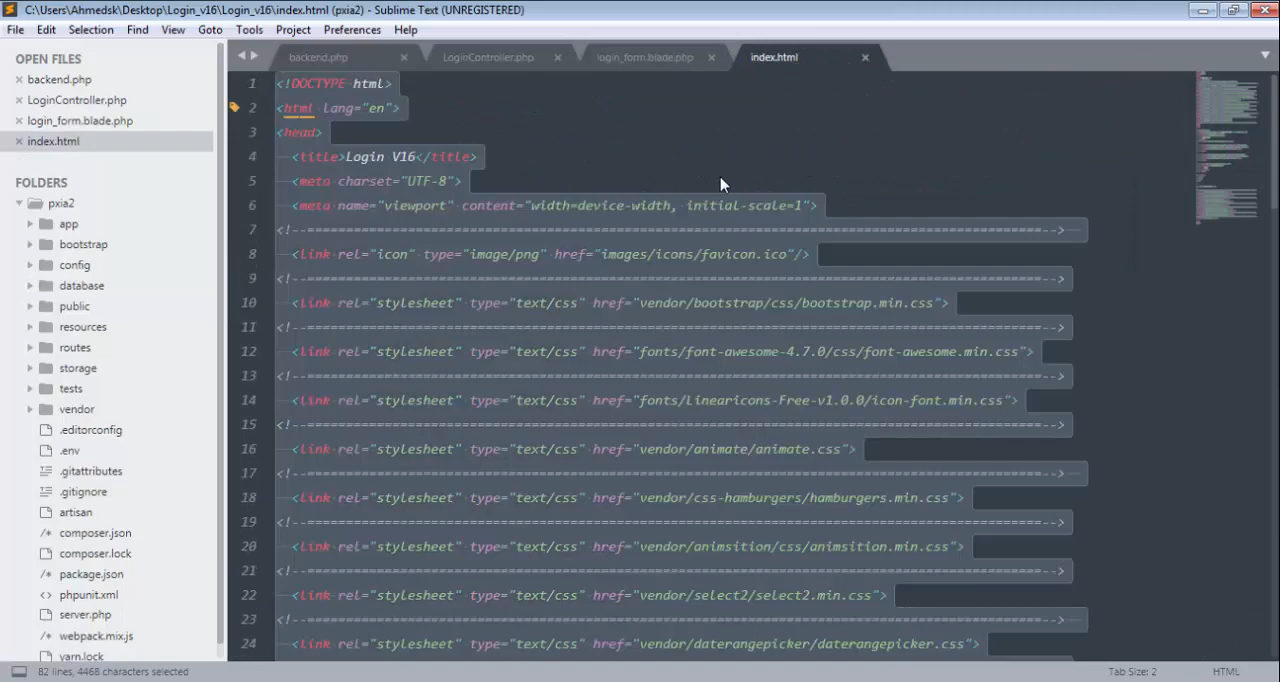 C:\Users\Ahmedsk\Desktop\Login_v16\Login_v16\index.html (pxia2) - Sublime Text (UNREGISTERED)
File Edit Selection Find View Goto Tools Project Preferences Help
OPEN FILES
backend.php
LoginController.php
login_form.blade.php
index.html
FOLDERS
pxia2
app
bootstrap
config
database
public
resources
routes
storage
tests
vendor
.editorconfig
.env
.gitattributes
.gitignore
artisan
composer.json
composer.lock
package.json
phpunit.xml
server.php
webpack.mix.js
yarn.lock
backend.php LoginController.php login_form.blade.php index.html
1 <!DOCTYPE html>
2 <html lang="en">
3 <head>
4 <title>Login V16</title>
5 <meta charset="UTF-8">
6 <meta name="viewport" content="width=device-width, initial-scale=1">
7 <!--===============================================================================================-->
8 <link rel="icon" type="image/png" href="images/icons/favicon.ico"/>
9 <!--===============================================================================================-->
10 <link rel="stylesheet" type="text/css" href="vendor/bootstrap/css/bootstrap.min.css">
11 <!--===============================================================================================-->
12 <link rel="stylesheet" type="text/css" href="fonts/font-awesome-4.7.0/css/font-awesome.min.css">
13 <!--===============================================================================================-->
14 <link rel="stylesheet" type="text/css" href="fonts/Linearicons-Free-v1.0.0/icon-font.min.css">
15 <!--===============================================================================================-->
16 <link rel="stylesheet" type="text/css" href="vendor/animate/animate.css">
17 <!--===============================================================================================-->
18 <link rel="stylesheet" type="text/css" href="vendor/css-hamburgers/hamburgers.min.css">
19 <!--===============================================================================================-->
20 <link rel="stylesheet" type="text/css" href="vendor/animsition/css/animsition.min.css">
21 <!--===============================================================================================-->
22 <link rel="stylesheet" type="text/css" href="vendor/select2/select2.min.css">
23 <!--===============================================================================================-->
24 <link rel="stylesheet" type="text/css" href="vendor/daterangepicker/daterangepicker.css">
82 lines, 4468 characters selected
Tab Size: 2 HTML